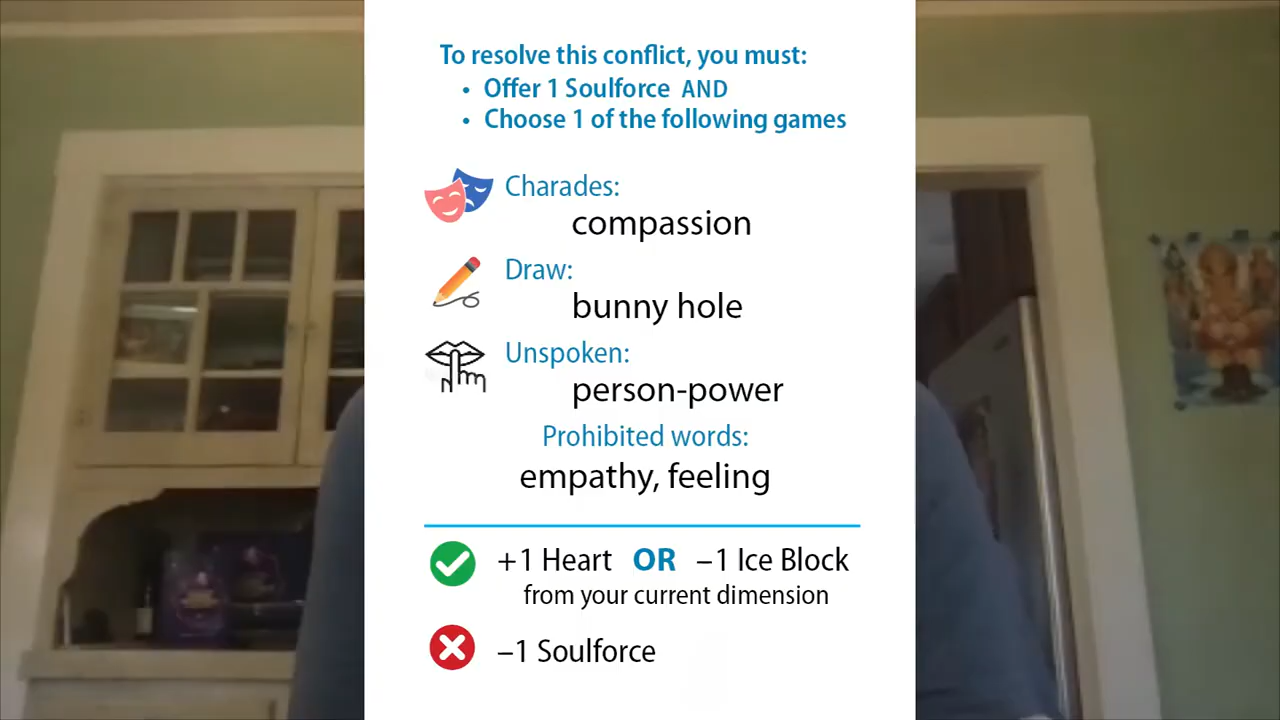 To resolve this conflict, you must:
• Offer 1 Soulforce AND
• Choose 1 of the following games
Charades:
compassion
Draw:
bunny hole
Unspoken:
person-power
Prohibited words:
empathy, feeling
+1 Heart OR –1 Ice Block
from your current dimension
–1 Soulforce